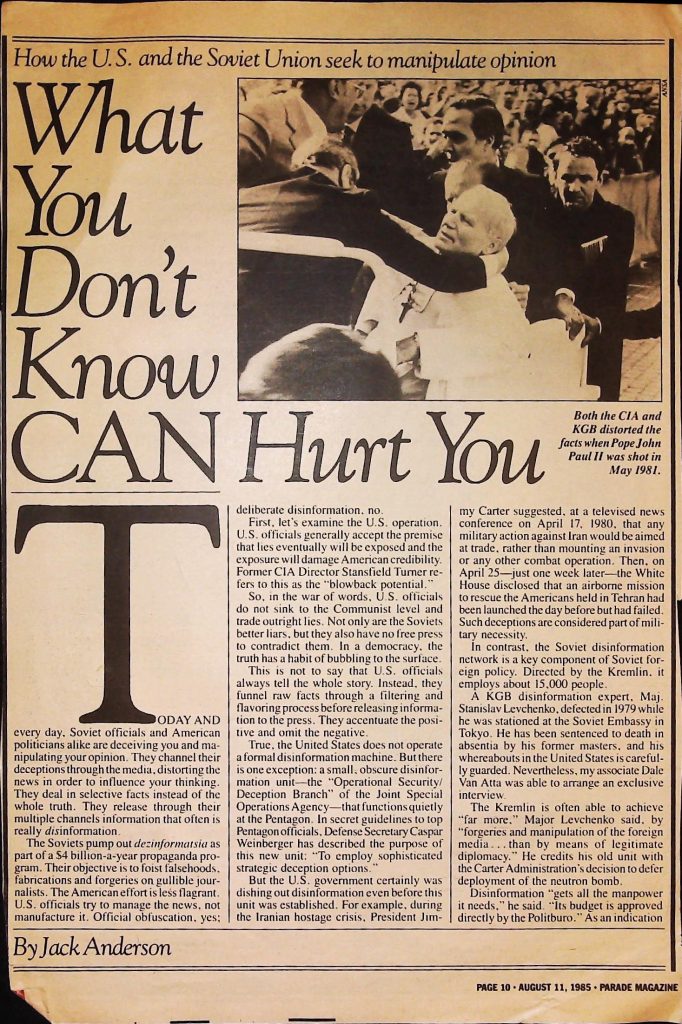 How the U.S. and the Soviet Union seek to manipulate opinion
What
You
Don't
Know
CAN Hurt You
ANSA
Both the CIA and
KGB distorted the
facts when Pope John
Paul II was shot in
May 1981.
TODAY AND
every day, Soviet officials and American
politicians alike are deceiving you and ma-
nipulating your opinion. They channel their
deceptions through the media, distorting the
news in order to influence your thinking.
They deal in selective facts instead of the
whole truth. They release through their
multiple channels information that often is
really disinformation.
The Soviets pump out dezinformatsia as
part of a $4 billion-a-year propaganda pro-
gram. Their objective is to foist falsehoods,
fabrications and forgeries on gullible jour-
nalists. The American effort is less flagrant.
U.S. officials try to manage the news, not
manufacture it. Official obfuscation, yes;
deliberate disinformation, no.
First, let's examine the U.S. operation.
U.S. officials generally accept the premise
that lies eventually will be exposed and the
exposure will damage American credibility.
Former CIA Director Stansfield Turner re-
fers to this as the "blowback potential."
So, in the war of words, U.S. officials
do not sink to the Communist level and
trade outright lies. Not only are the Soviets
better liars, but they also have no free press
to contradict them. In a democracy, the
truth has a habit of bubbling to the surface.
This is not to say that U.S. officials
always tell the whole story. Instead, they
funnel raw facts through a filtering and
flavoring process before releasing informa-
tion to the press. They accentuate the posi-
tive and omit the negative.
True, the United States does not operate
a formal disinformation machine. But there
is one exception: a small, obscure disinfor-
mation unit—the "Operational Security/
Deception Branch" of the Joint Special
Operations Agency—that functions quietly
at the Pentagon. In secret guidelines to top
Pentagon officials, Defense Secretary Caspar
Weinberger has described the purpose of
this new unit: "To employ sophisticated
strategic deception options."
But the U.S. government certainly was
dishing out disinformation even before this
unit was established. For example, during
the Iranian hostage crisis, President Jim-
my Carter suggested, at a televised news
conference on April 17, 1980, that any
military action against Iran would be aimed
at trade, rather than mounting an invasion
or any other combat operation. Then, on
April 25—just one week later—the White
House disclosed that an airborne mission
to rescue the Americans held in Tehran had
been launched the day before but had failed.
Such deceptions are considered part of mili-
tary necessity.
In contrast, the Soviet disinformation
network is a key component of Soviet for-
eign policy. Directed by the Kremlin, it
employs about 15,000 people.
A KGB disinformation expert, Maj.
Stanislav Levchenko, defected in 1979 while
he was stationed at the Soviet Embassy in
Tokyo. He has been sentenced to death in
absentia by his former masters, and his
whereabouts in the United States is careful-
ly guarded. Nevertheless, my associate Dale
Van Atta was able to arrange an exclusive
interview.
The Kremlin is often able to achieve
"far more," Major Levchenko said, by
"forgeries and manipulation of the foreign
media . . . than by means of legitimate
diplomacy." He credits his old unit with
the Carter Administration's decision to defer
deployment of the neutron bomb.
Disinformation "gets all the manpower
it needs," he said. "Its budget is approved
directly by the Politburo." As an indication
By Jack Anderson
PAGE 10 • AUGUST 11, 1985 • PARADE MAGAZINE